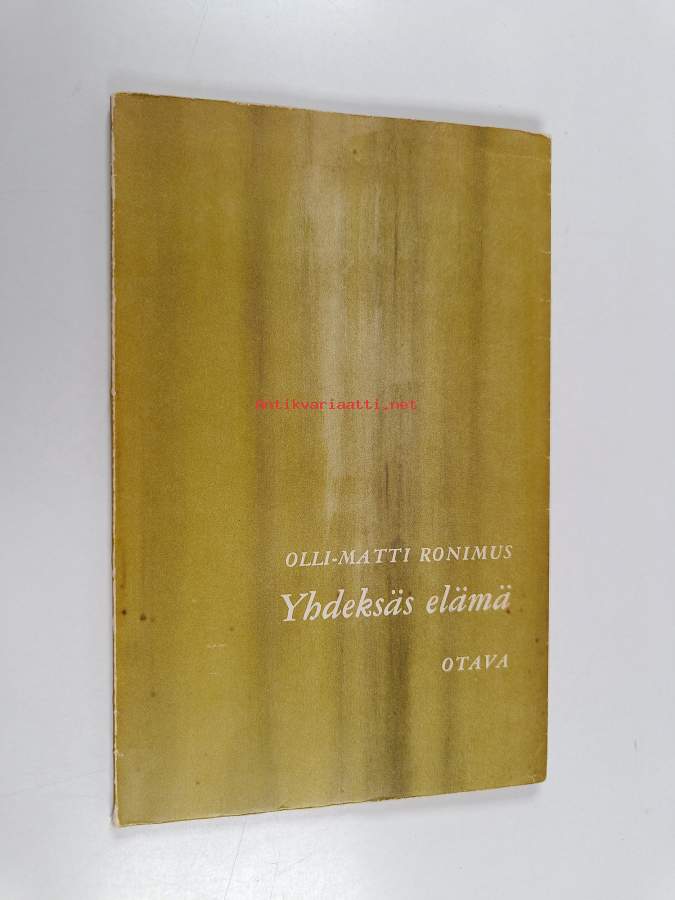 Antikvariaatti.net
OLLI-MATTI RONIMUS
Yhdeksäs elämä
OTAVA